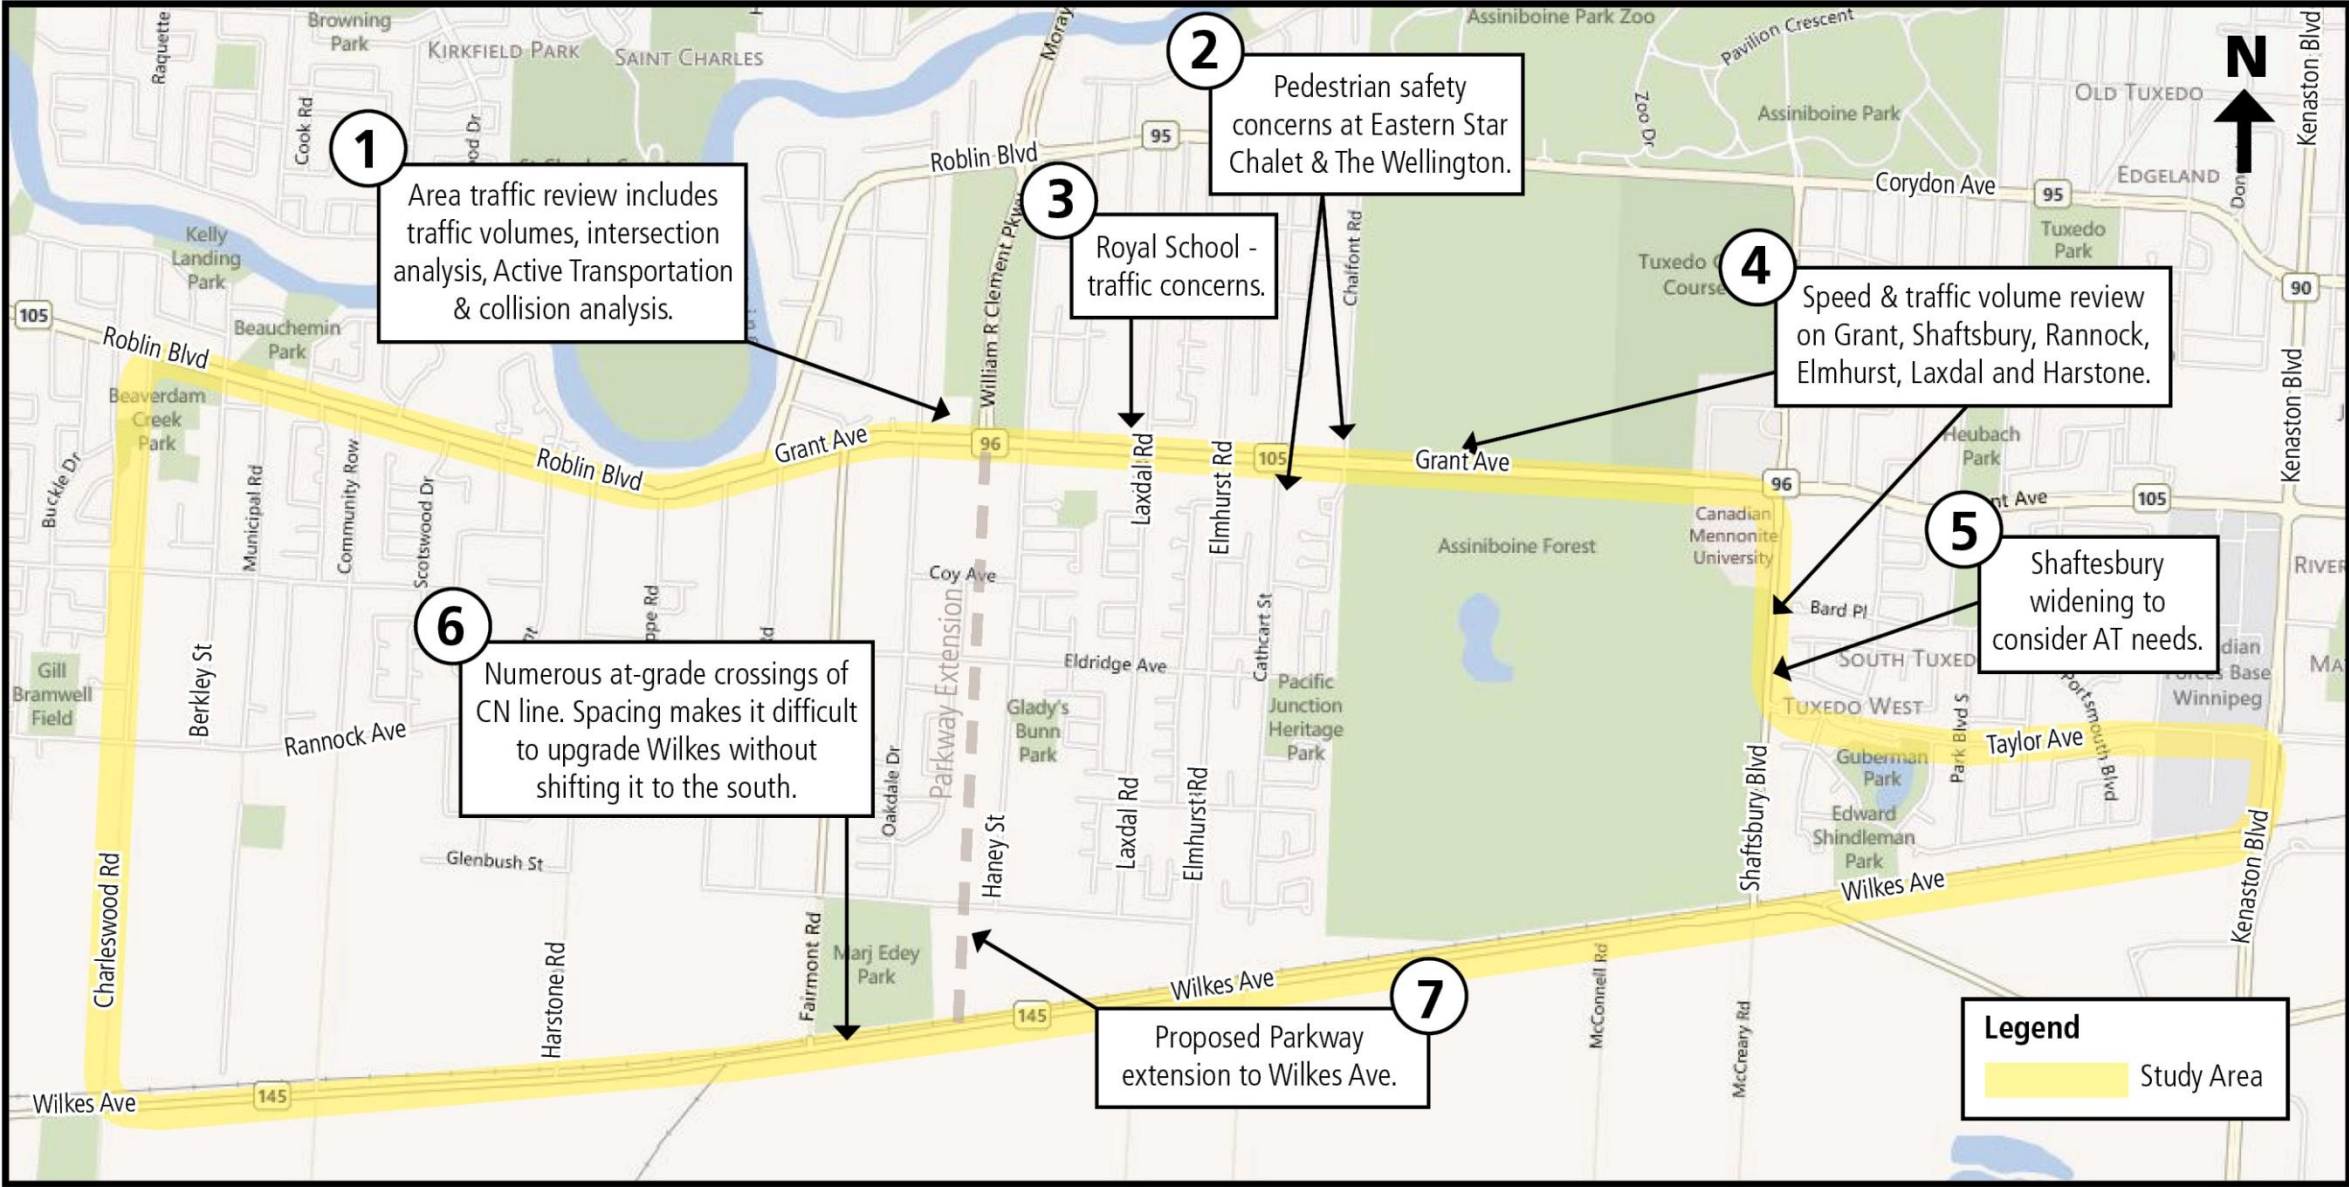 Browning
Park
KIRKFIELD PARK
SAINT CHARLES
Raquette
Cook Rd
Moray
Assiniboine Park Zoo
Pavilion Crescent
Zoo Dr
Assiniboine Park
OLD TUXEDO
EDGELAND
Kenaston Blvd
N
1
Area traffic review includes
traffic volumes, intersection
analysis, Active Transportation
& collision analysis.
2
Pedestrian safety
concerns at Eastern Star
Chalet & The Wellington.
3
Royal School -
traffic concerns.
4
Speed & traffic volume review
on Grant, Shaftsbury, Rannock,
Elmhurst, Laxdal and Harstone.
5
Shaftesbury
widening to
consider AT needs.
6
Numerous at-grade crossings of
CN line. Spacing makes it difficult
to upgrade Wilkes without
shifting it to the south.
7
Proposed Parkway
extension to Wilkes Ave.
Roblin Blvd
95
Corydon Ave
95
Tuxedo
Park
90
Kelly
Landing
Park
105
Roblin Blvd
Beauchemin
Park
Beaverdam
Creek
Park
William R Clement Pkwy
Chalfont Rd
Tuxedo
Course
Kenaston Blvd
Roblin Blvd
Grant Ave
96
Laxdal Rd
Elmhurst Rd
105
Grant Ave
96
Heubach
Park
105
Buckle Dr
Municipal Rd
Community Row
Scotswood Dr
Canadian
Mennonite
University
Assiniboine Forest
Coy Ave
Parkway Extension
Bard Pl
Cathcart St
Eldridge Ave
SOUTH TUXED
TUXEDO WEST
Winnipeg
Gill
Bramwell
Field
Berkley St
Rannock Ave
Glady's
Bunn
Park
Pacific
Junction
Heritage
Park
Portsmouth Blvd
Park Blvd S
Taylor Ave
Guberman
Park
Edward
Shindleman
Park
Oakdale Dr
Haney St
Laxdal Rd
Elmhurst Rd
Shaftsbury Blvd
Glenbush St
Kenaston Blvd
Wilkes Ave
Charleswood Rd
Harstone Rd
Fairmont Rd
Marj Edey
Park
Wilkes Ave
145
McConnell Rd
McCreary Rd
Wilkes Ave
145
Legend
Study Area